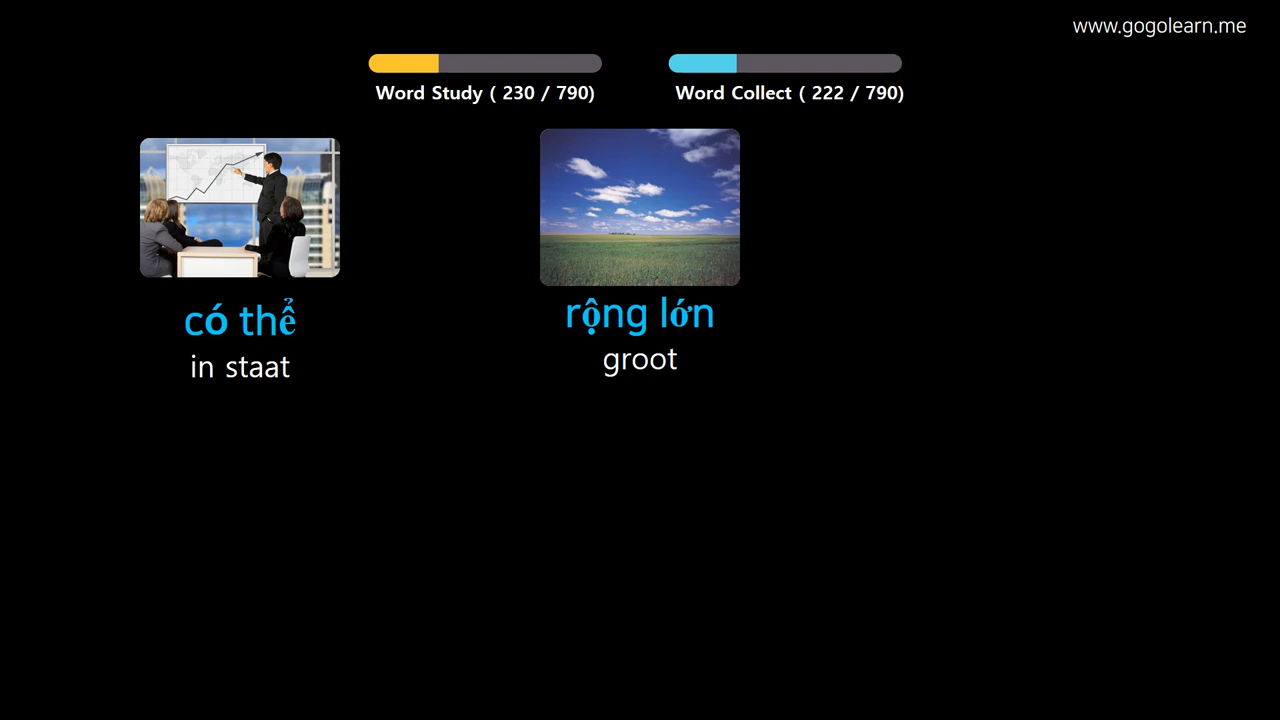 www.gogolearn.me
Word Study ( 230 / 790)
Word Collect ( 222 / 790)
có thể
in staat
rộng lớn
groot